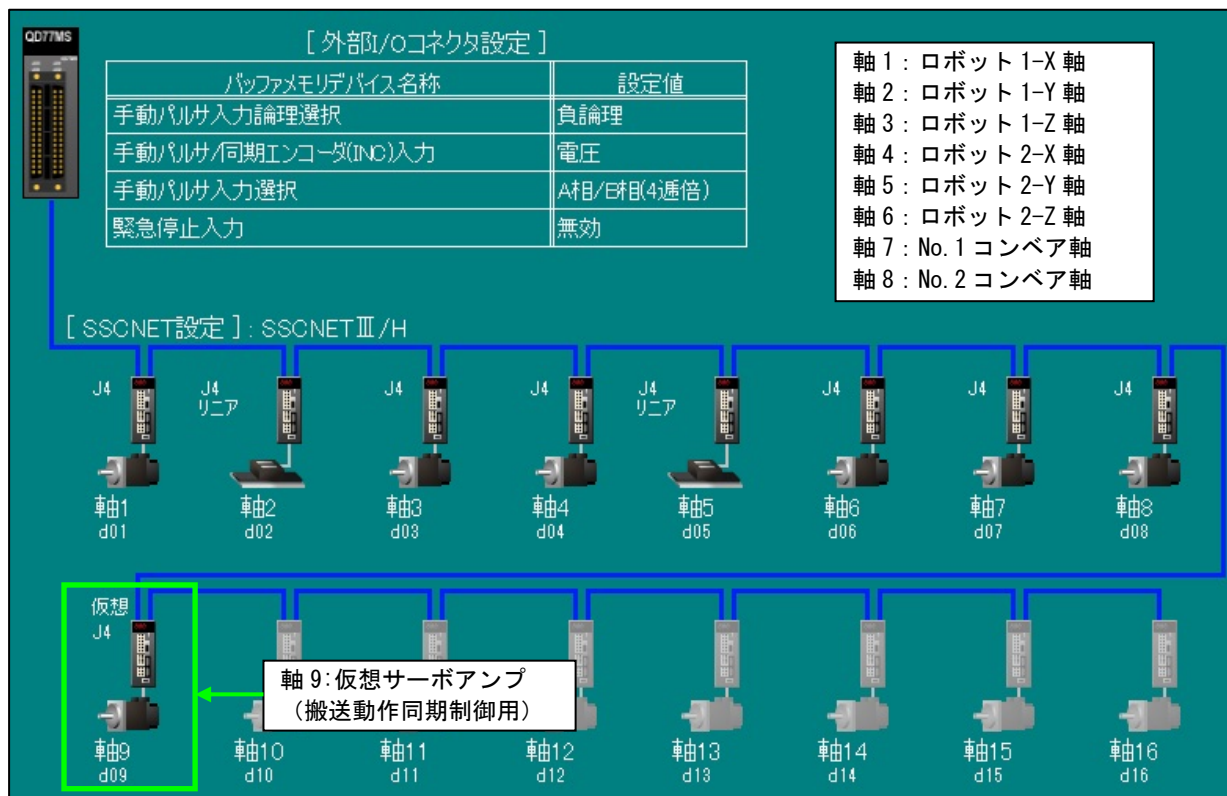 QD77MS
[ 外部I/Oコネクタ設定 ]
バッファメモリデバイス名称 設定値
手動パルサ入力論理選択 負論理
手動パルサ/同期エンコーダ(INC)入力 電圧
手動パルサ入力選択 A相/B相(4逓倍)
緊急停止入力 無効
軸1：ロボット1-X軸
軸2：ロボット1-Y軸
軸3：ロボット1-Z軸
軸4：ロボット2-X軸
軸5：ロボット2-Y軸
軸6：ロボット2-Z軸
軸7：No.1コンベア軸
軸8：No.2コンベア軸
[ SSCNET設定 ] : SSCNETⅢ/H
J4 J4 J4 J4 J4 J4 J4 J4
リニア リニア
軸1 軸2 軸3 軸4 軸5 軸6 軸7 軸8
d01 d02 d03 d04 d05 d06 d07 d08
仮想
J4
軸9:仮想サーボアンプ
（搬送動作同期制御用）
軸9 軸10 軸11 軸12 軸13 軸14 軸15 軸16
d09 d10 d11 d12 d13 d14 d15 d16